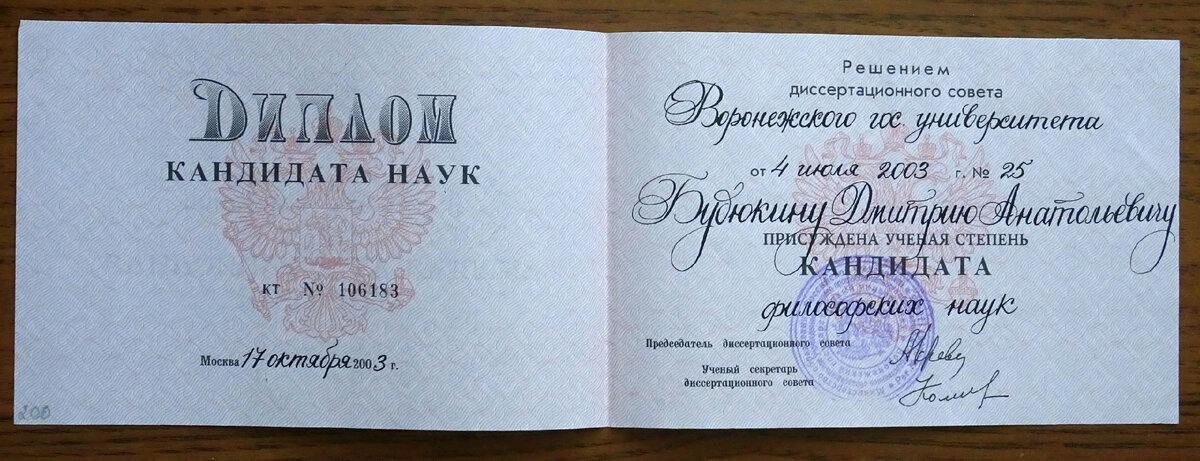 ДИПЛОМ
КАНДИДАТА НАУК
КТ № 106183
Москва 17 октября 2003 г.
200
Решением
диссертационного совета
Воронежского гос. университета
от 4 июля 2003 г. № 25
Будюкину Дмитрию Анатольевичу
ПРИСУЖДЕНА УЧЕНАЯ СТЕПЕНЬ
КАНДИДАТА
философских наук
Председатель диссертационного совета
Ученый секретарь
диссертационного совета